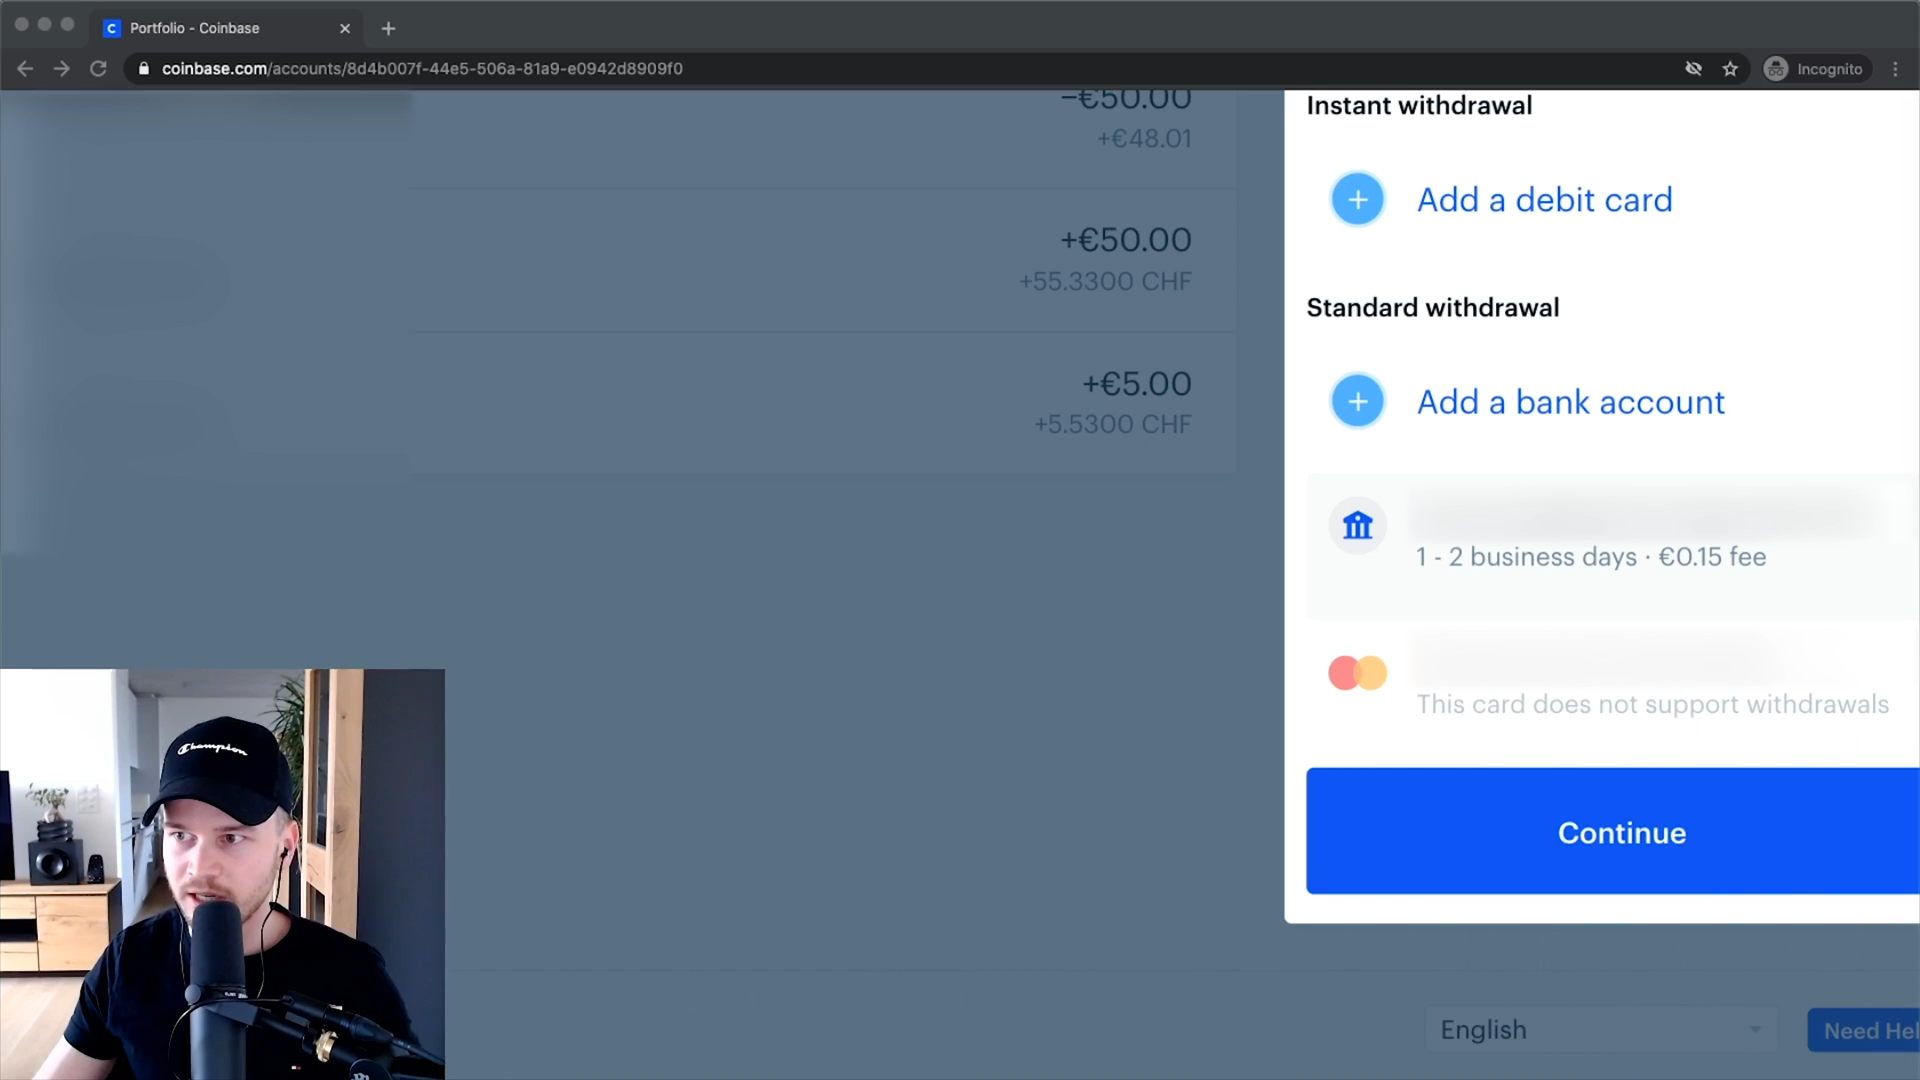 Portfolio - Coinbase
coinbase.com/accounts/8d4b007f-44e5-506a-81a9-e0942d8909f0
Incognito
−€50.00
+€48.01
+€50.00
+55.3300 CHF
+€5.00
+5.5300 CHF
Instant withdrawal
Add a debit card
Standard withdrawal
Add a bank account
1 - 2 business days · €0.15 fee
This card does not support withdrawals
Continue
Champion
English
Need Hel